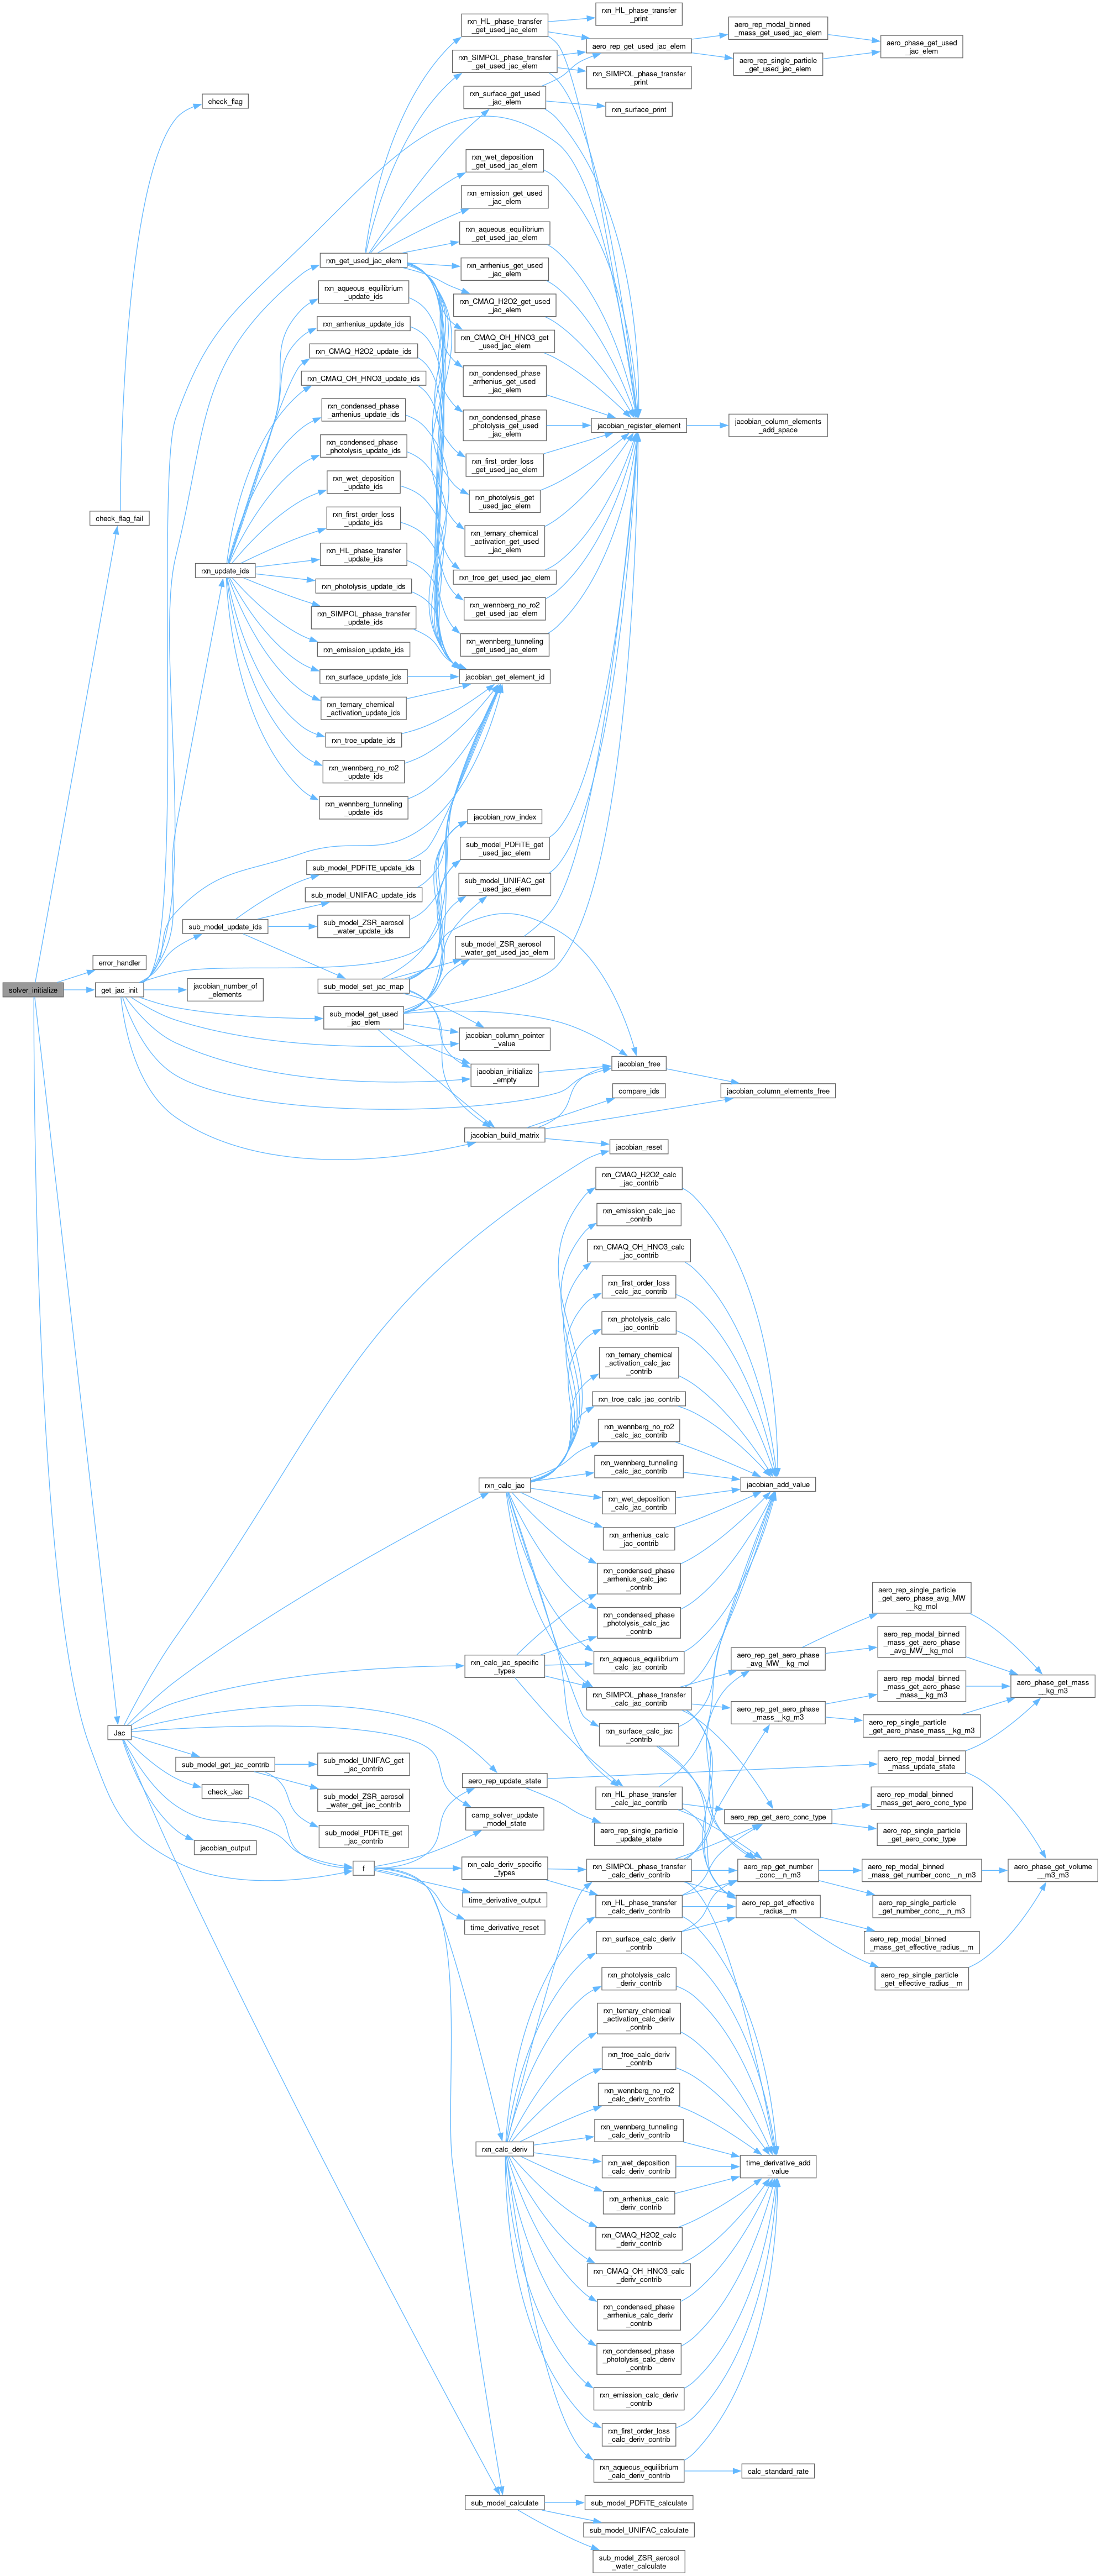 rxn_HL_phase_transfer
_get_used_jac_elem
rxn_HL_phase_transfer
_print
aero_rep_get_used_jac_elem
aero_rep_modal_binned
_mass_get_used_jac_elem
aero_phase_get_used
_jac_elem
aero_rep_single_particle
_get_used_jac_elem
rxn_SIMPOL_phase_transfer
_get_used_jac_elem
rxn_SIMPOL_phase_transfer
_print
rxn_surface_get_used
_jac_elem
rxn_surface_print
check_flag
rxn_wet_deposition
_get_used_jac_elem
rxn_emission_get_used
_jac_elem
rxn_aqueous_equilibrium
_get_used_jac_elem
rxn_get_used_jac_elem
rxn_arrhenius_get_used
_jac_elem
rxn_aqueous_equilibrium
_update_ids
rxn_CMAQ_H2O2_get_used
_jac_elem
rxn_arrhenius_update_ids
rxn_CMAQ_OH_HNO3_get
_used_jac_elem
rxn_CMAQ_H2O2_update_ids
rxn_CMAQ_OH_HNO3_update_ids
rxn_condensed_phase
_arrhenius_get_used
_jac_elem
rxn_condensed_phase
_arrhenius_update_ids
rxn_condensed_phase
_photolysis_get_used
_jac_elem
jacobian_register_element
jacobian_column_elements
_add_space
rxn_condensed_phase
_photolysis_update_ids
rxn_first_order_loss
_get_used_jac_elem
rxn_wet_deposition
_update_ids
rxn_photolysis_get
_used_jac_elem
check_flag_fail
rxn_first_order_loss
_update_ids
rxn_ternary_chemical
_activation_get_used
_jac_elem
rxn_HL_phase_transfer
_update_ids
rxn_update_ids
rxn_troe_get_used_jac_elem
rxn_photolysis_update_ids
rxn_wennberg_no_ro2
_get_used_jac_elem
rxn_SIMPOL_phase_transfer
_update_ids
rxn_wennberg_tunneling
_get_used_jac_elem
rxn_emission_update_ids
rxn_surface_update_ids
jacobian_get_element_id
rxn_ternary_chemical
_activation_update_ids
rxn_troe_update_ids
rxn_wennberg_no_ro2
_update_ids
rxn_wennberg_tunneling
_update_ids
jacobian_row_index
sub_model_PDFiTE_get
_used_jac_elem
sub_model_PDFiTE_update_ids
sub_model_UNIFAC_get
_used_jac_elem
sub_model_UNIFAC_update_ids
sub_model_update_ids
sub_model_ZSR_aerosol
_water_update_ids
sub_model_ZSR_aerosol
_water_get_used_jac_elem
error_handler
solver_initialize
get_jac_init
jacobian_number_of
_elements
sub_model_set_jac_map
sub_model_get_used
_jac_elem
jacobian_column_pointer
_value
jacobian_initialize
_empty
jacobian_free
jacobian_column_elements_free
compare_ids
jacobian_build_matrix
jacobian_reset
rxn_CMAQ_H2O2_calc
_jac_contrib
rxn_emission_calc_jac
_contrib
rxn_CMAQ_OH_HNO3_calc
_jac_contrib
rxn_first_order_loss
_calc_jac_contrib
rxn_photolysis_calc
_jac_contrib
rxn_ternary_chemical
_activation_calc_jac
_contrib
rxn_troe_calc_jac_contrib
rxn_wennberg_no_ro2
_calc_jac_contrib
rxn_wennberg_tunneling
_calc_jac_contrib
rxn_calc_jac
jacobian_add_value
rxn_wet_deposition
_calc_jac_contrib
rxn_arrhenius_calc
_jac_contrib
rxn_condensed_phase
_arrhenius_calc_jac
_contrib
rxn_condensed_phase
_photolysis_calc_jac
_contrib
aero_rep_single_particle
_get_aero_phase_avg_MW
__kg_mol
aero_rep_modal_binned
_mass_get_aero_phase
_avg_MW__kg_mol
rxn_calc_jac_specific
_types
rxn_aqueous_equilibrium
_calc_jac_contrib
aero_rep_get_aero_phase
_avg_MW__kg_mol
aero_phase_get_mass
__kg_m3
rxn_SIMPOL_phase_transfer
_calc_jac_contrib
aero_rep_get_aero_phase
_mass__kg_m3
aero_rep_modal_binned
_mass_get_aero_phase
_mass__kg_m3
aero_rep_single_particle
_get_aero_phase_mass__kg_m3
Jac
rxn_surface_calc_jac
_contrib
sub_model_get_jac_contrib
sub_model_UNIFAC_get
_jac_contrib
aero_rep_modal_binned
_mass_update_state
aero_rep_update_state
check_Jac
sub_model_ZSR_aerosol
_water_get_jac_contrib
rxn_HL_phase_transfer
_calc_jac_contrib
aero_rep_modal_binned
_mass_get_aero_conc_type
camp_solver_update
_model_state
aero_rep_get_aero_conc_type
sub_model_PDFiTE_get
_jac_contrib
aero_rep_single_particle
_update_state
aero_rep_single_particle
_get_aero_conc_type
jacobian_output
f
rxn_calc_deriv_specific
_types
rxn_SIMPOL_phase_transfer
_calc_deriv_contrib
aero_rep_get_number
_conc__n_m3
aero_rep_modal_binned
_mass_get_number_conc__n_m3
aero_phase_get_volume
__m3_m3
time_derivative_output
rxn_HL_phase_transfer
_calc_deriv_contrib
aero_rep_get_effective
_radius__m
aero_rep_single_particle
_get_number_conc__n_m3
time_derivative_reset
rxn_surface_calc_deriv
_contrib
aero_rep_modal_binned
_mass_get_effective_radius__m
rxn_photolysis_calc
_deriv_contrib
aero_rep_single_particle
_get_effective_radius__m
rxn_ternary_chemical
_activation_calc_deriv
_contrib
rxn_troe_calc_deriv
_contrib
rxn_wennberg_no_ro2
_calc_deriv_contrib
rxn_wennberg_tunneling
_calc_deriv_contrib
rxn_calc_deriv
rxn_wet_deposition
_calc_deriv_contrib
time_derivative_add
_value
rxn_arrhenius_calc
_deriv_contrib
rxn_CMAQ_H2O2_calc
_deriv_contrib
rxn_CMAQ_OH_HNO3_calc
_deriv_contrib
rxn_condensed_phase
_arrhenius_calc_deriv
_contrib
rxn_condensed_phase
_photolysis_calc_deriv
_contrib
rxn_emission_calc_deriv
_contrib
rxn_first_order_loss
_calc_deriv_contrib
rxn_aqueous_equilibrium
_calc_deriv_contrib
calc_standard_rate
sub_model_calculate
sub_model_PDFiTE_calculate
sub_model_UNIFAC_calculate
sub_model_ZSR_aerosol
_water_calculate